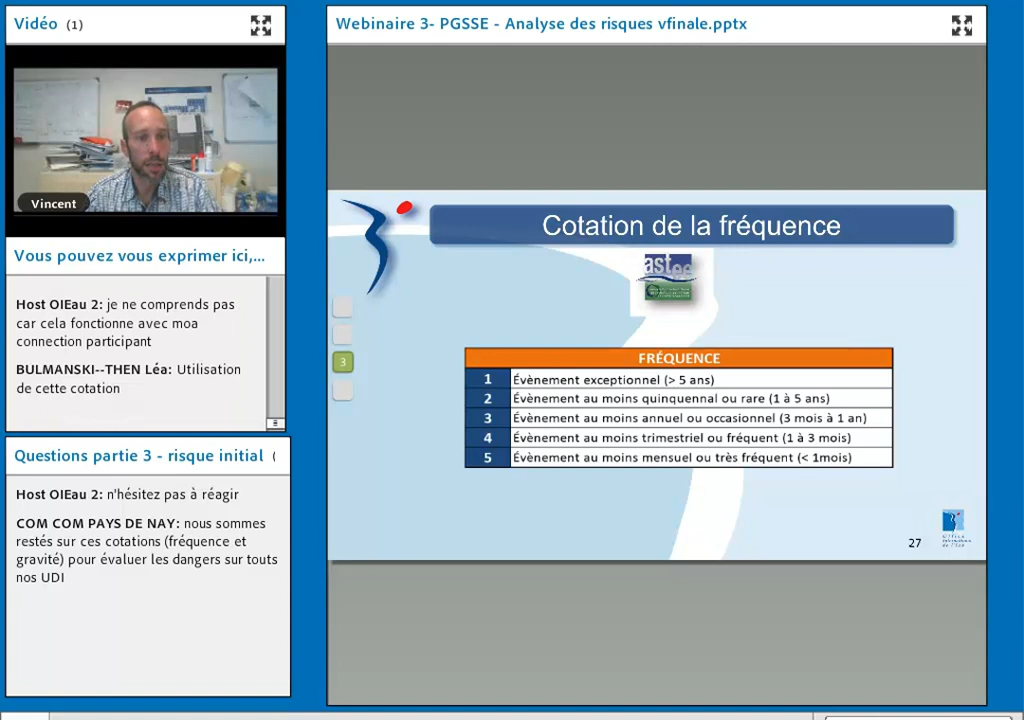 Vidéo (1)
Vincent
Vous pouvez vous exprimer ici,...
Host OIEau 2: je ne comprends pas
car cela fonctionne avec moa
connection participant
BULMANSKI--THEN Léa: Utilisation
de cette cotation
Questions partie 3 - risque initial (
Host OIEau 2: n'hésitez pas à réagir
COM COM PAYS DE NAY: nous sommes
restés sur ces cotations (fréquence et
gravité) pour évaluer les dangers sur touts
nos UDI
Webinaire 3- PGSSE - Analyse des risques vfinale.pptx
Cotation de la fréquence
astee
3
FRÉQUENCE
1 Évènement exceptionnel (> 5 ans)
2 Évènement au moins quinquennal ou rare (1 à 5 ans)
3 Évènement au moins annuel ou occasionnel (3 mois à 1 an)
4 Évènement au moins trimestriel ou fréquent (1 à 3 mois)
5 Évènement au moins mensuel ou très fréquent (< 1mois)
27
Office
International
de l'Eau